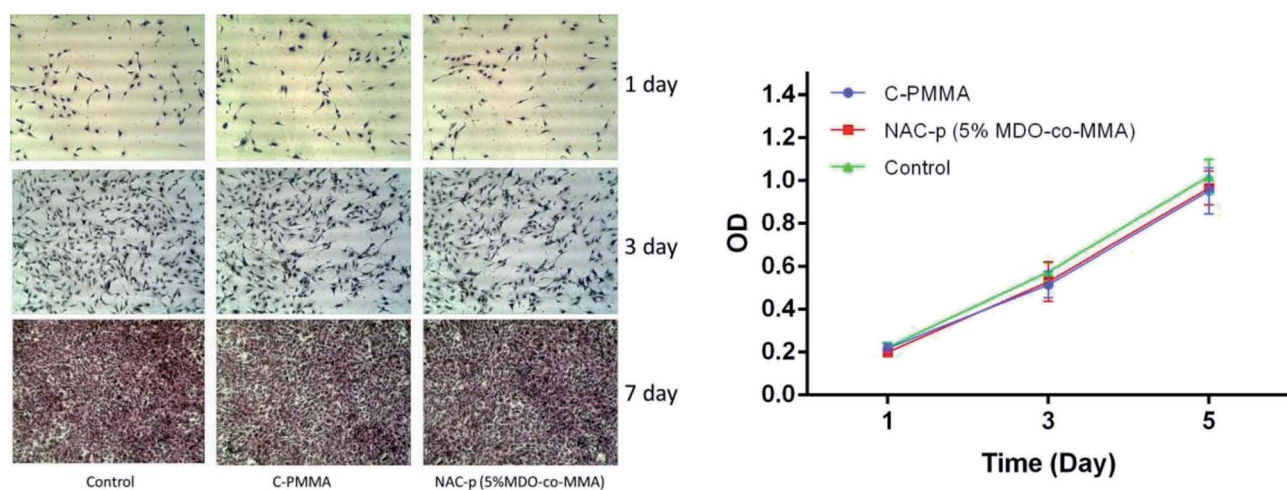 1 day
3 day
7 day
Control
C-PMMA
NAC-p (5%MDO-co-MMA)
C-PMMA
NAC-p (5% MDO-co-MMA)
Control
1.4
1.2
1.0
0.8
0.6
0.4
0.2
0.0
OD
1 3 5
Time (Day)